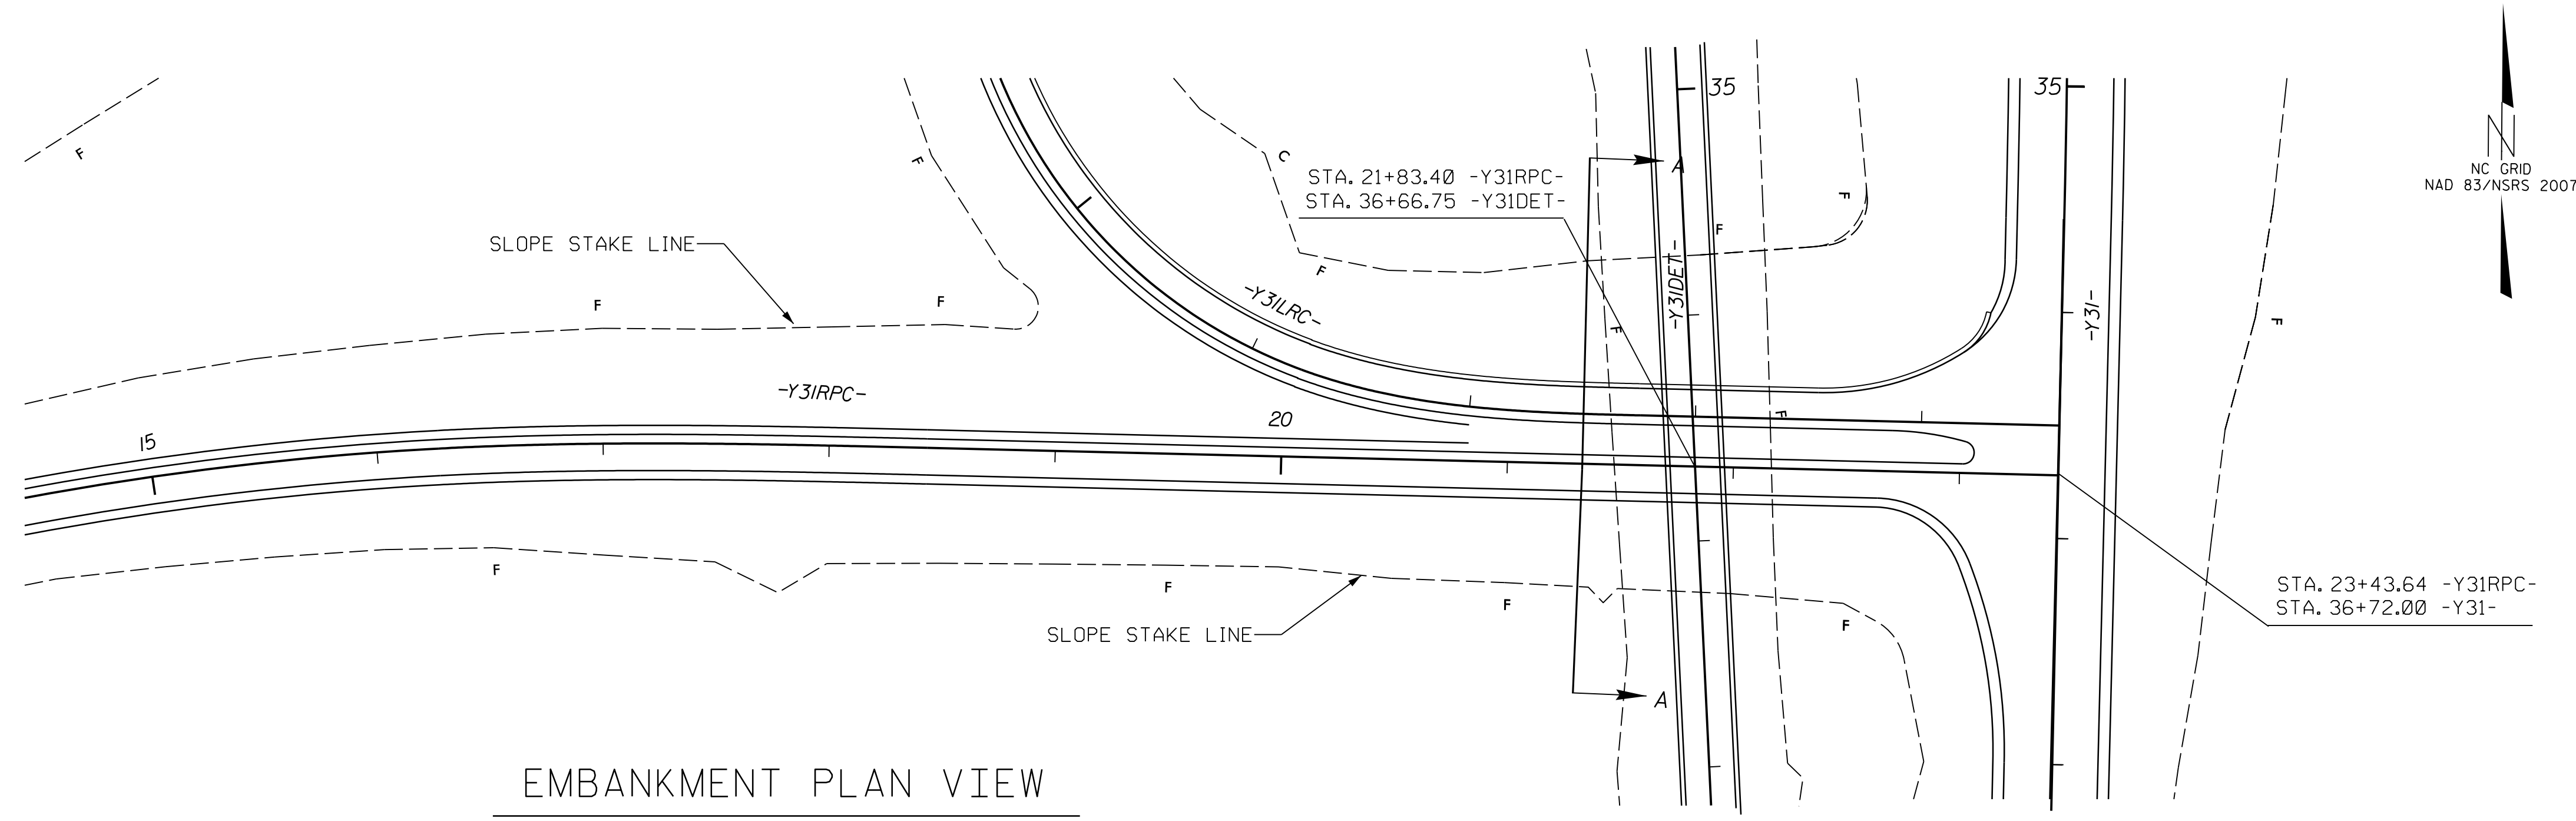 35
35
NC GRID
NAD 83/NSRS 2007
F
F
C
A
STA. 21+83.40 -Y31RPC-
STA. 36+66.75 -Y31DET-
F
F
SLOPE STAKE LINE
F
F
F
-Y31DET-
-Y31LRC-
-Y31-
F
F
-Y31RPC-
15
20
F
F
F
F
F
STA. 23+43.64 -Y31RPC-
STA. 36+72.00 -Y31-
SLOPE STAKE LINE
A
EMBANKMENT PLAN VIEW
N